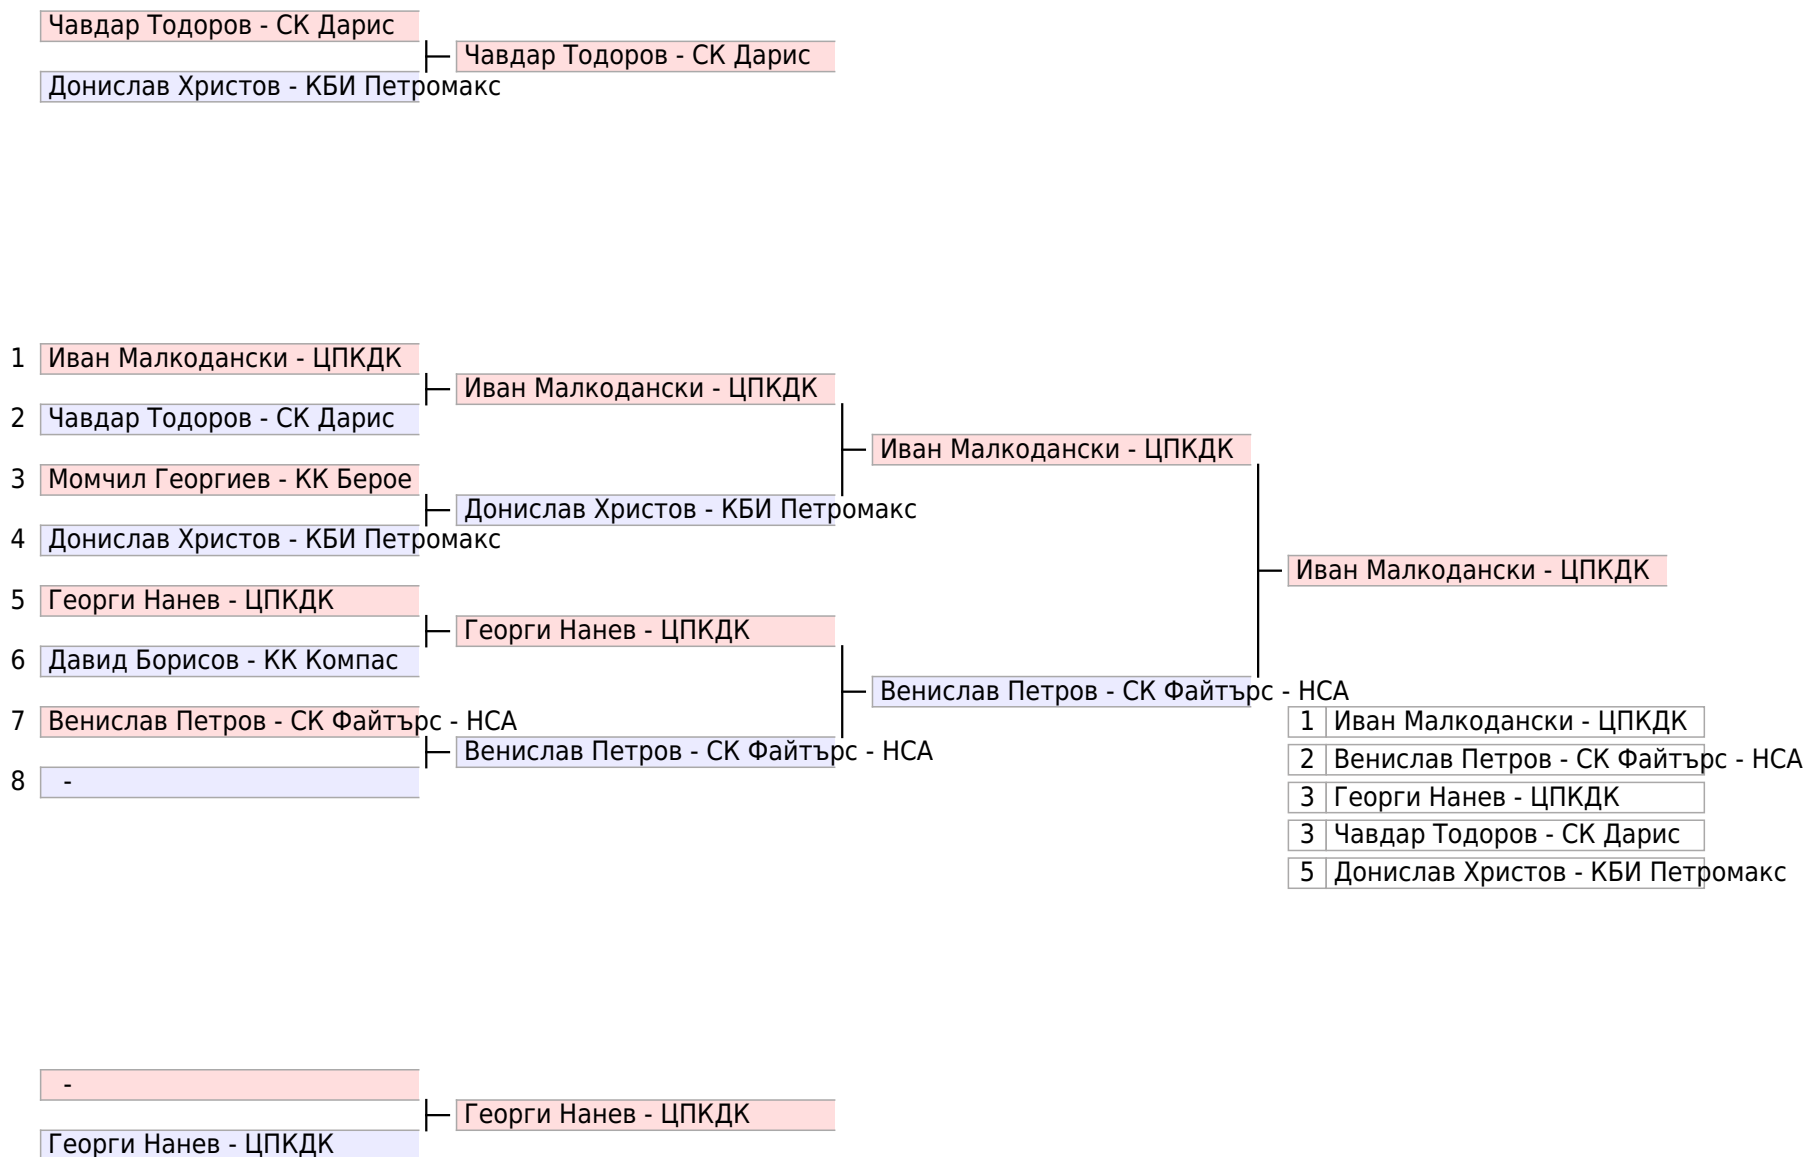 Чавдар Тодоров - СК Дарис
Чавдар Тодоров - СК Дарис
Донислав Христов - КБИ Петромакс
1 Иван Малкодански - ЦПКДК
Иван Малкодански - ЦПКДК
2 Чавдар Тодоров - СК Дарис
Иван Малкодански - ЦПКДК
3 Момчил Георгиев - КК Берое
Донислав Христов - КБИ Петромакс
4 Донислав Христов - КБИ Петромакс
Иван Малкодански - ЦПКДК
5 Георги Нанев - ЦПКДК
Георги Нанев - ЦПКДК
6 Давид Борисов - КК Компас
Венислав Петров - СК Файтърс - НСА
7 Венислав Петров - СК Файтърс - НСА
Венислав Петров - СК Файтърс - НСА
8 -
1 Иван Малкодански - ЦПКДК
2 Венислав Петров - СК Файтърс - НСА
3 Георги Нанев - ЦПКДК
3 Чавдар Тодоров - СК Дарис
5 Донислав Христов - КБИ Петромакс
-
Георги Нанев - ЦПКДК
Георги Нанев - ЦПКДК